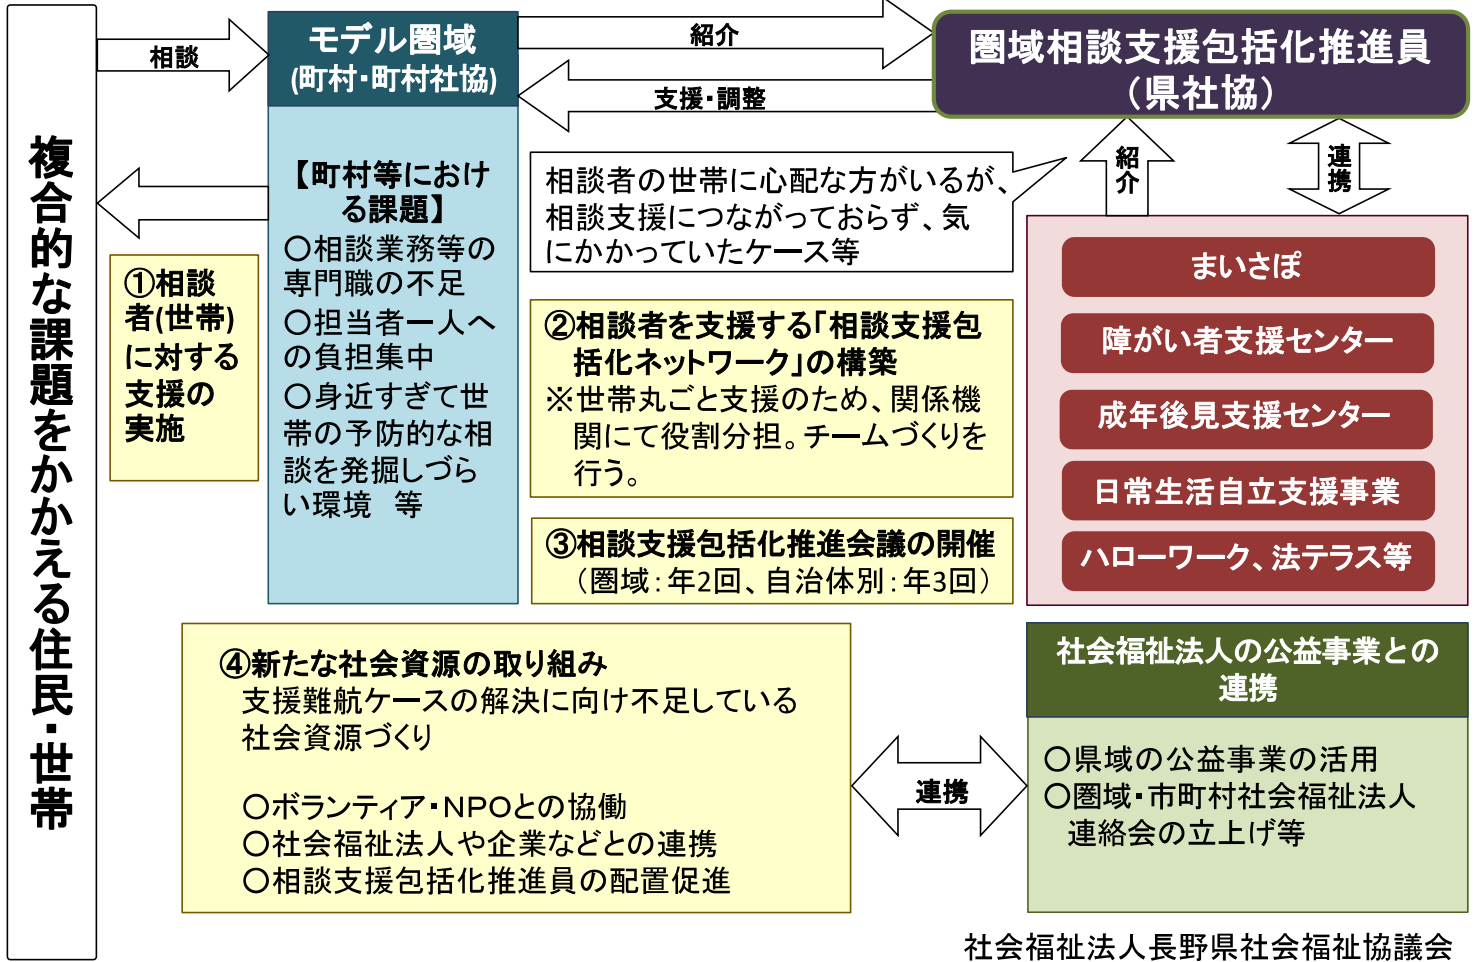 複合的な課題をかかえる住民・世帯
相談
モデル圏域
(町村・町村社協)
紹介
支援・調整
圏域相談支援包括化推進員
（県社協）
【町村等におけ
る課題】
○相談業務等の
専門職の不足
○担当者一人へ
の負担集中
○身近すぎて世
帯の予防的な相
談を発掘しづら
い環境　等
①相談
者(世帯)
に対する
支援の
実施
相談者の世帯に心配な方がいるが、
相談支援につながっておらず、気
にかかっていたケース等
紹介
連携
②相談者を支援する「相談支援包
括化ネットワーク」の構築
※世帯丸ごと支援のため、関係機
関にて役割分担。チームづくりを
行う。
③相談支援包括化推進会議の開催
（圏域：年2回、自治体別：年3回）
まいさぽ
障がい者支援センター
成年後見支援センター
日常生活自立支援事業
ハローワーク、法テラス等
④新たな社会資源の取り組み
支援難航ケースの解決に向け不足している
社会資源づくり
○ボランティア・NPOとの協働
○社会福祉法人や企業などとの連携
○相談支援包括化推進員の配置促進
連携
社会福祉法人の公益事業との
連携
○県域の公益事業の活用
○圏域・市町村社会福祉法人
連絡会の立上げ等
社会福祉法人長野県社会福祉協議会